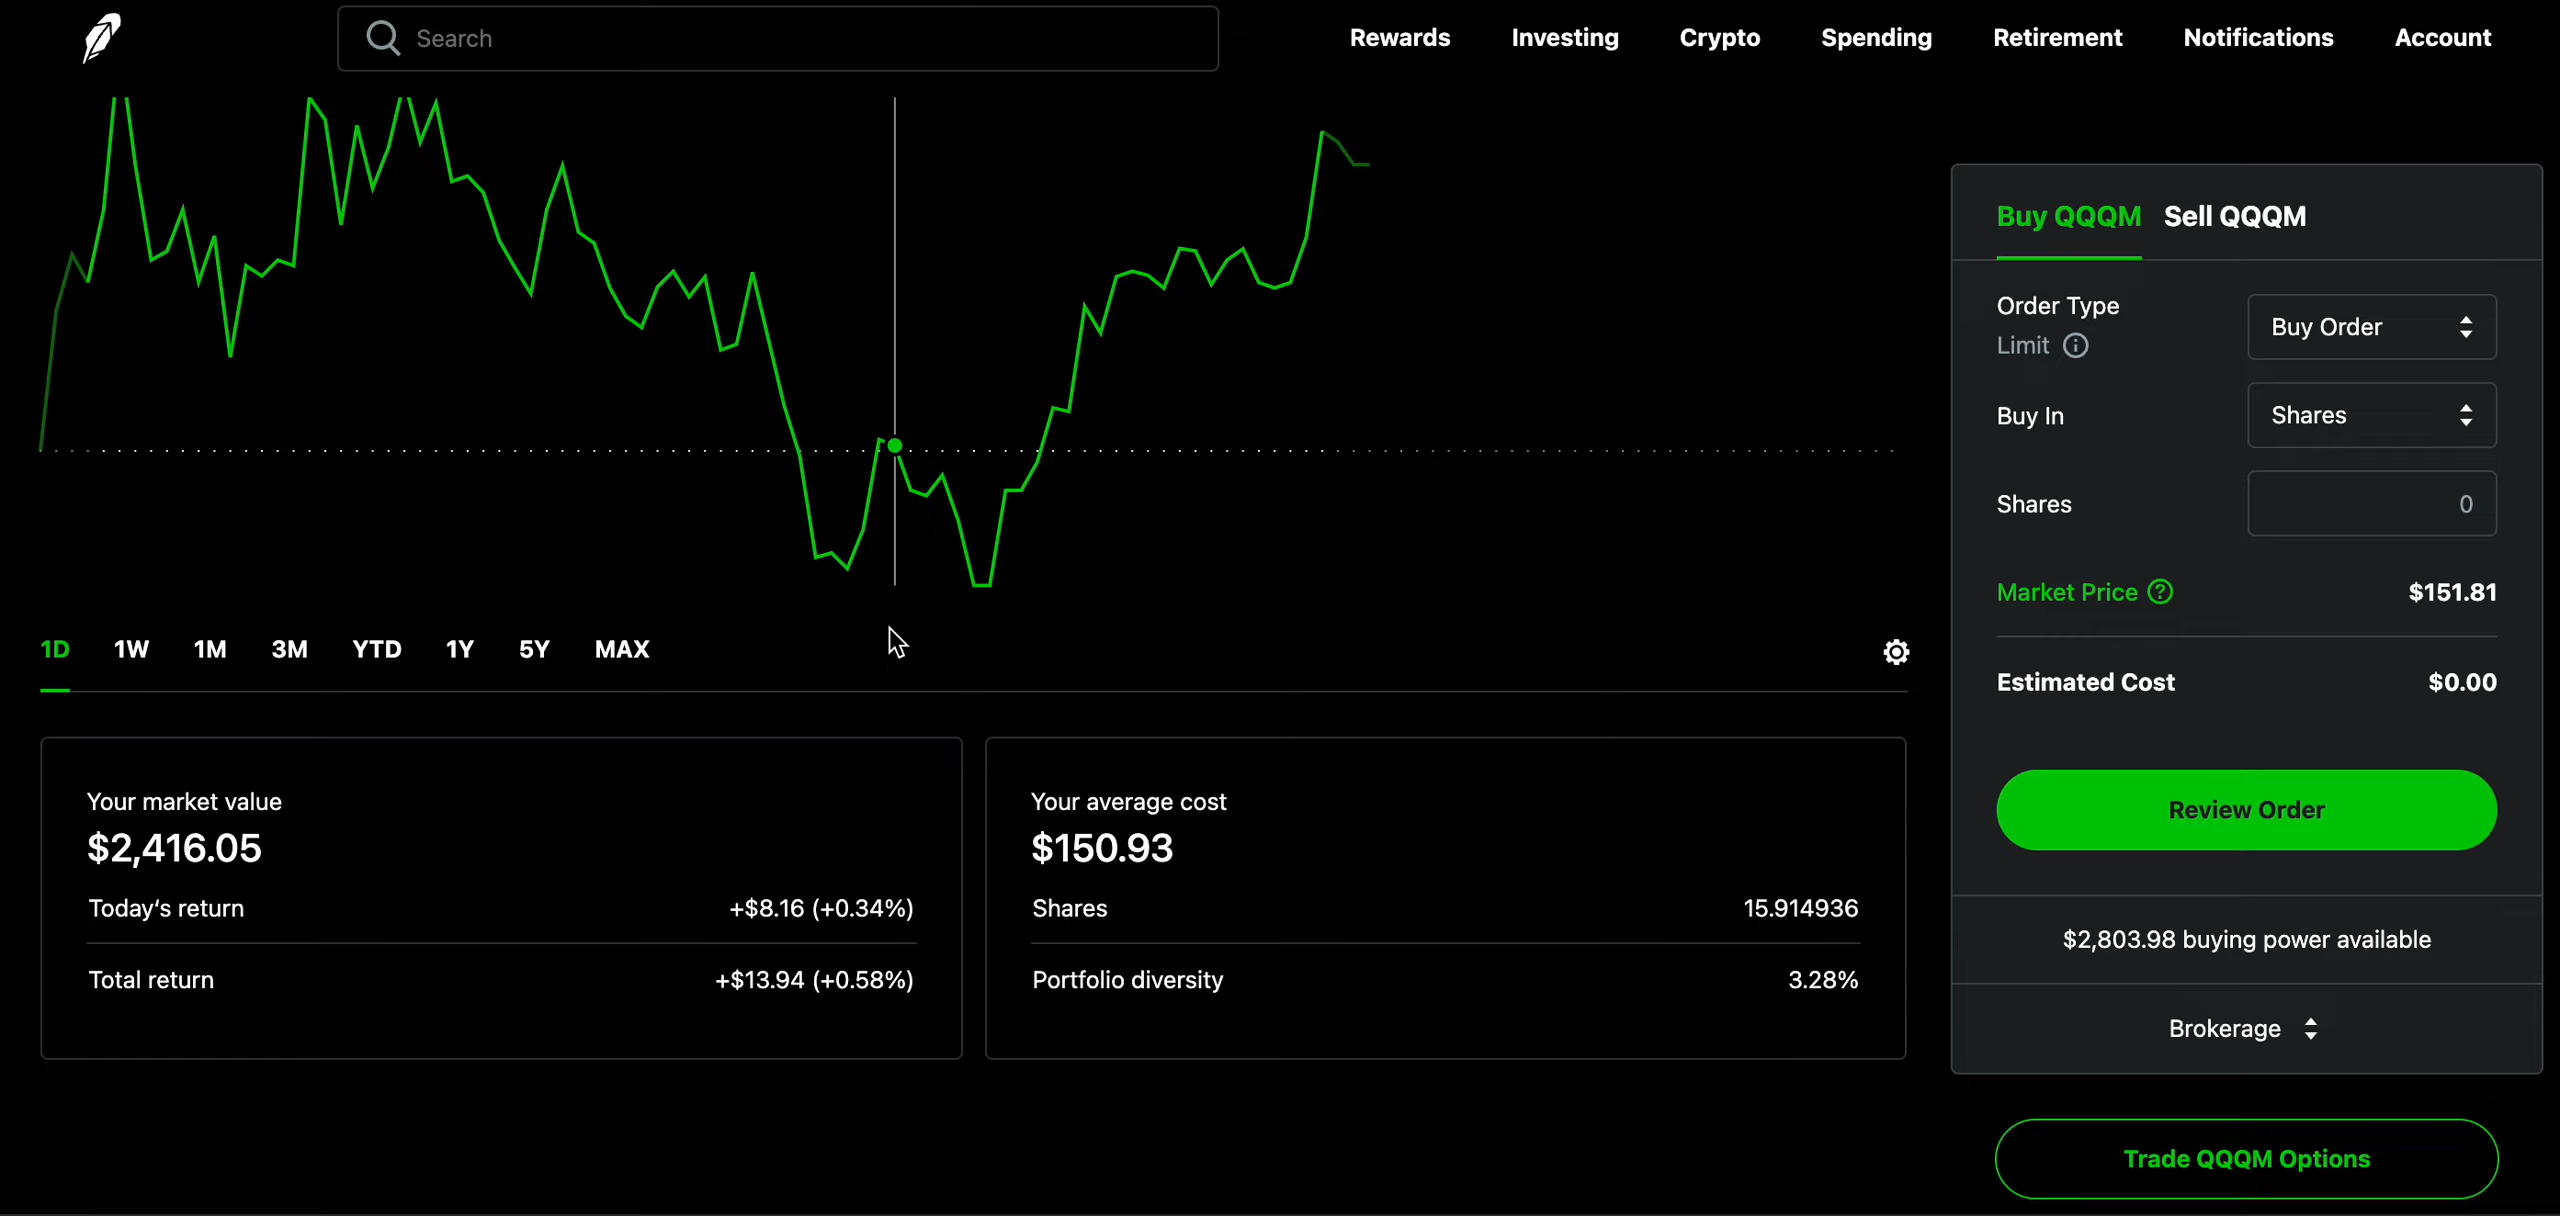 Search
Rewards
Investing
Crypto
Spending
Retirement
Notifications
Account
1D
1W
1M
3M
YTD
1Y
5Y
MAX
Your market value
$2,416.05
Today's return +$8.16 (+0.34%)
Total return +$13.94 (+0.58%)
Your average cost
$150.93
Shares 15.914936
Portfolio diversity 3.28%
Buy QQQM Sell QQQM
Order Type
Limit
Buy Order
Buy In Shares
Shares 0
Market Price $151.81
Estimated Cost $0.00
Review Order
$2,803.98 buying power available
Brokerage
Trade QQQM Options